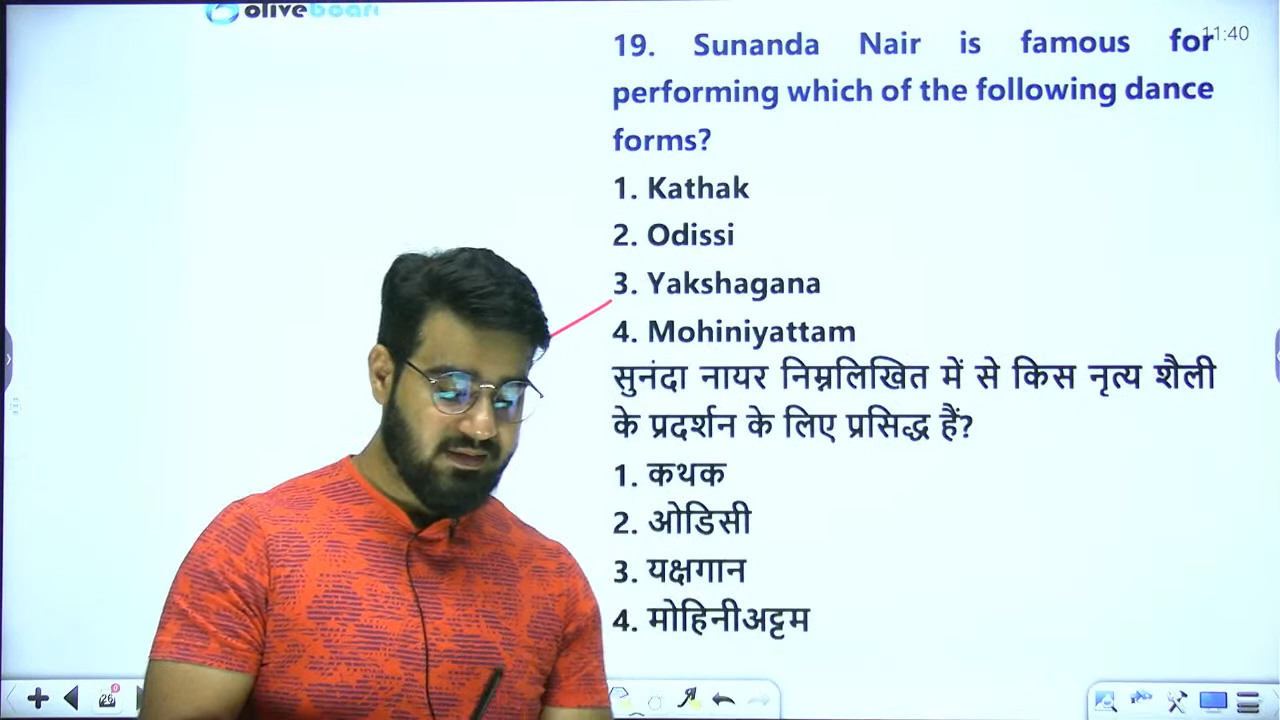 oliveboard
11:40
19. Sunanda Nair is famous for
performing which of the following dance
forms?
1. Kathak
2. Odissi
3. Yakshagana
4. Mohiniyattam
सुनंदा नायर निम्नलिखित में से किस नृत्य शैली
के प्रदर्शन के लिए प्रसिद्ध हैं?
1. कथक
2. ओडिसी
3. यक्षगान
4. मोहिनीअट्टम
26